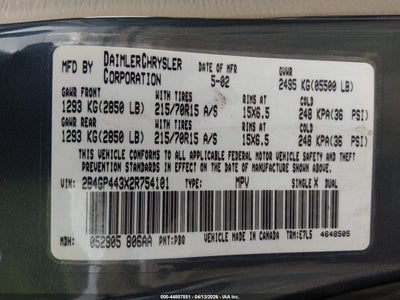 MFD BY DAIMLERCHRYSLER CORPORATION DATE OF MFR 5-02 GVWR 2495 KG(05500 LB)
GAWR FRONT WITH TIRES RIMS AT COLD
1293 KG(2850 LB) 215/70R15 A/S 15X6.5 248 KPA(36 PSI)
GAWR REAR WITH TIRES RIMS AT COLD
1293 KG(2850 LB) 215/70R15 A/S 15X6.5 248 KPA(36 PSI)
THIS VEHICLE CONFORMS TO ALL APPLICABLE FEDERAL MOTOR VEHICLE SAFETY,
BUMPER AND THEFT PREVENTION STANDARDS IN EFFECT
ON THE DATE OF MANUFACTURE SHOWN ABOVE.
VIN: 2B4GP443X2R754101 TYPE: MPV SINGLE X DUAL
MDH: 052905 806AA PNT: PBQ VEHICLE MADE IN CANADA TRM: E7L5 4648505
000-44807851 - 04/13/2026 -